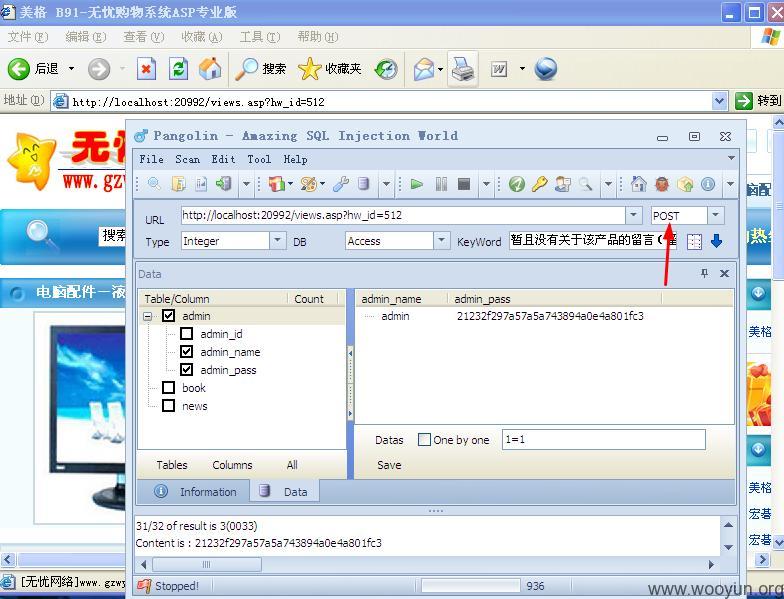 美格 B91-无忧购物系统ASP专业版
文件(F) 编辑(E) 查看(V) 收藏(A) 工具(T) 帮助(H)
后退 搜索 收藏夹
地址(D) http://localhost:20992/views.asp?hw_id=512 转到
无
www.gzw
搜索
电脑配件－液
Pangolin - Amazing SQL Injection World
File Scan Edit Tool Help
URL http://localhost:20992/views.asp?hw_id=512 POST
Type Integer DB Access KeyWord 暂且没有关于该产品的留言
Data
Table/Column Count
admin
admin_id
admin_name
admin_pass
book
news
admin_name admin_pass
admin 21232f297a57a5a743894a0e4a801fc3
Datas One by one 1=1
Tables Columns All Save
Information Data
31/32 of result is 3(0033)
Content is : 21232f297a57a5a743894a0e4a801fc3
Stopped! 936
美格
宏碁
美格
宏碁
[无忧网络]www.gzwy
www.wooyun.org